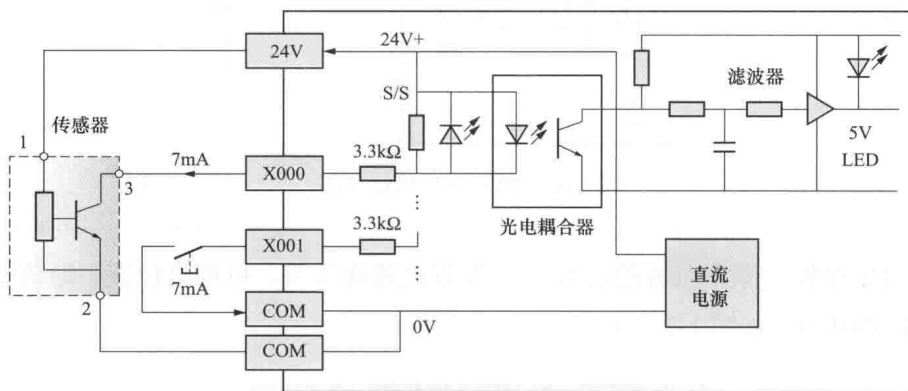 24V
24V+
滤波器
S/S
1
传感器
7mA
3
X000
3.3kΩ
5V
LED
光电耦合器
3.3kΩ
X001
7mA
直流
电源
2
COM
0V
COM